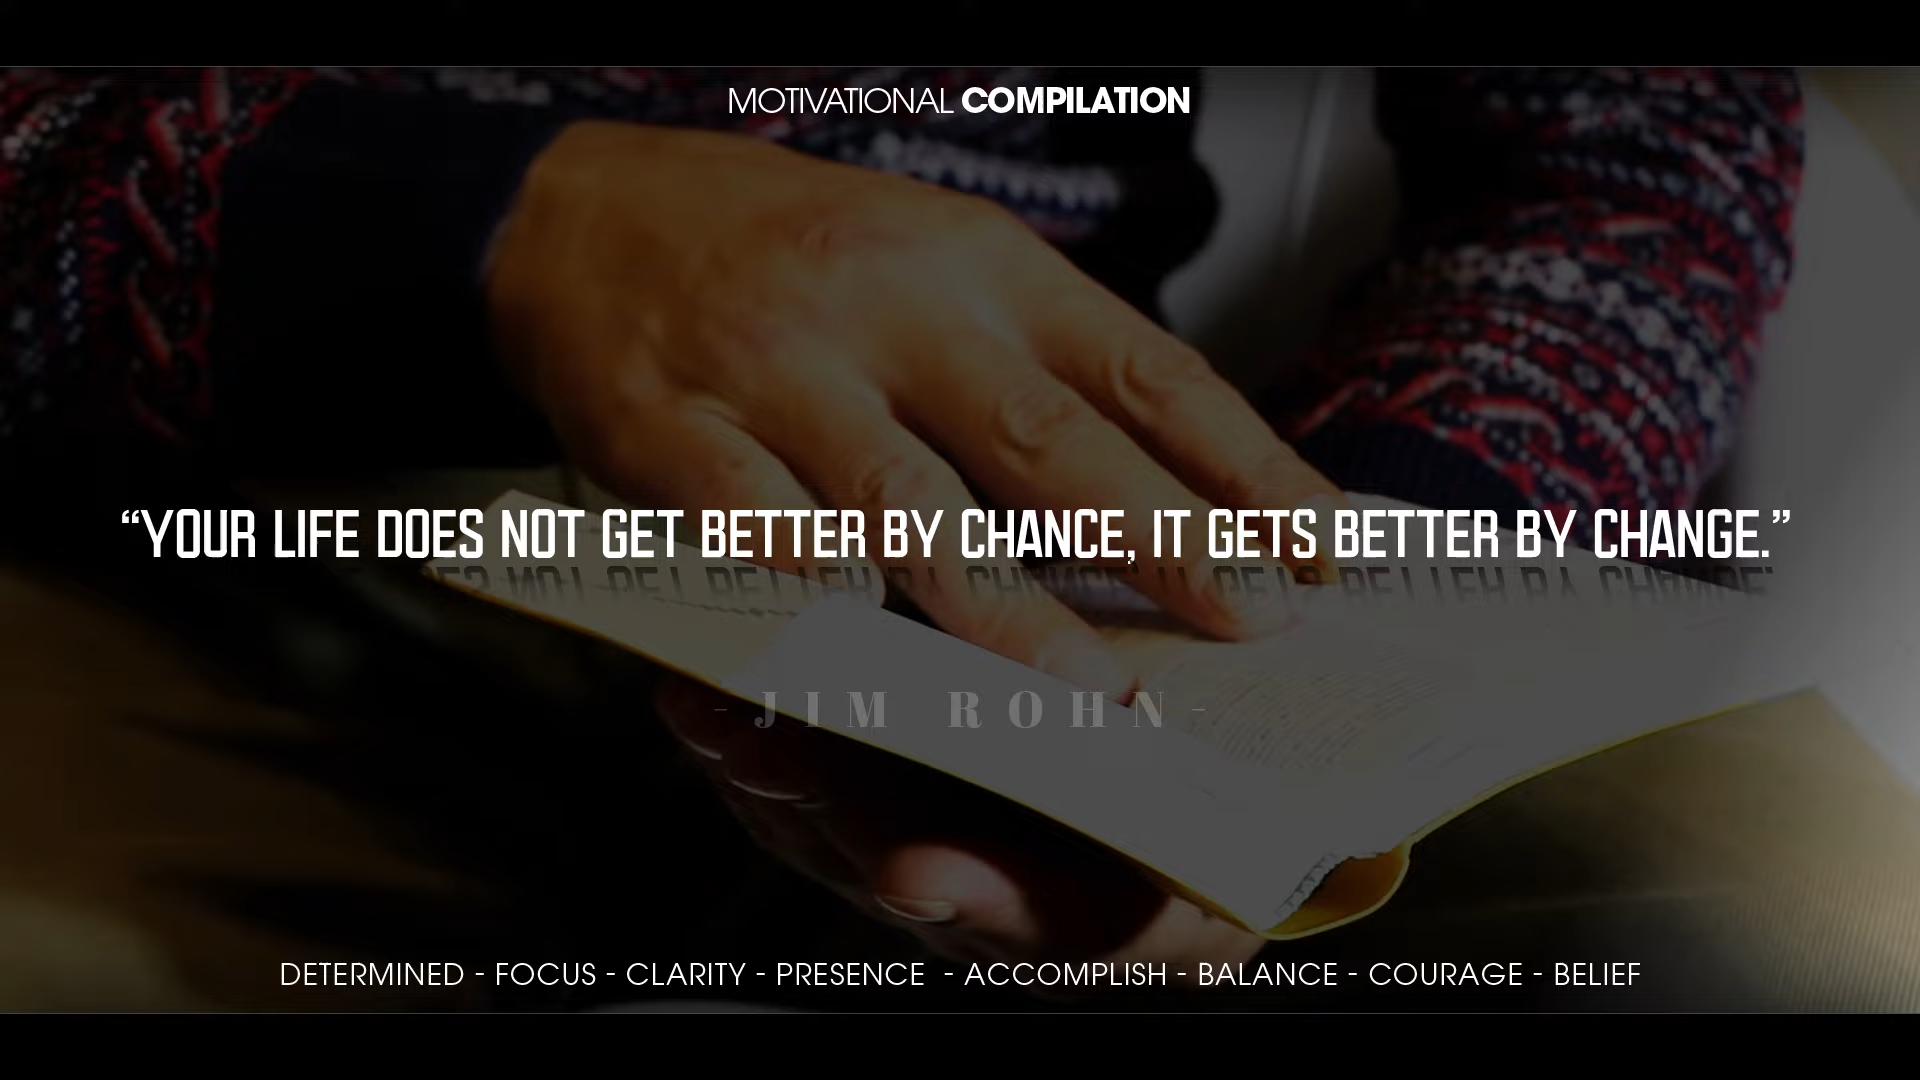 MOTIVATIONAL COMPILATION
“YOUR LIFE DOES NOT GET BETTER BY CHANCE, IT GETS BETTER BY CHANGE.”
- JIM ROHN -
DETERMINED - FOCUS - CLARITY - PRESENCE - ACCOMPLISH - BALANCE - COURAGE - BELIEF